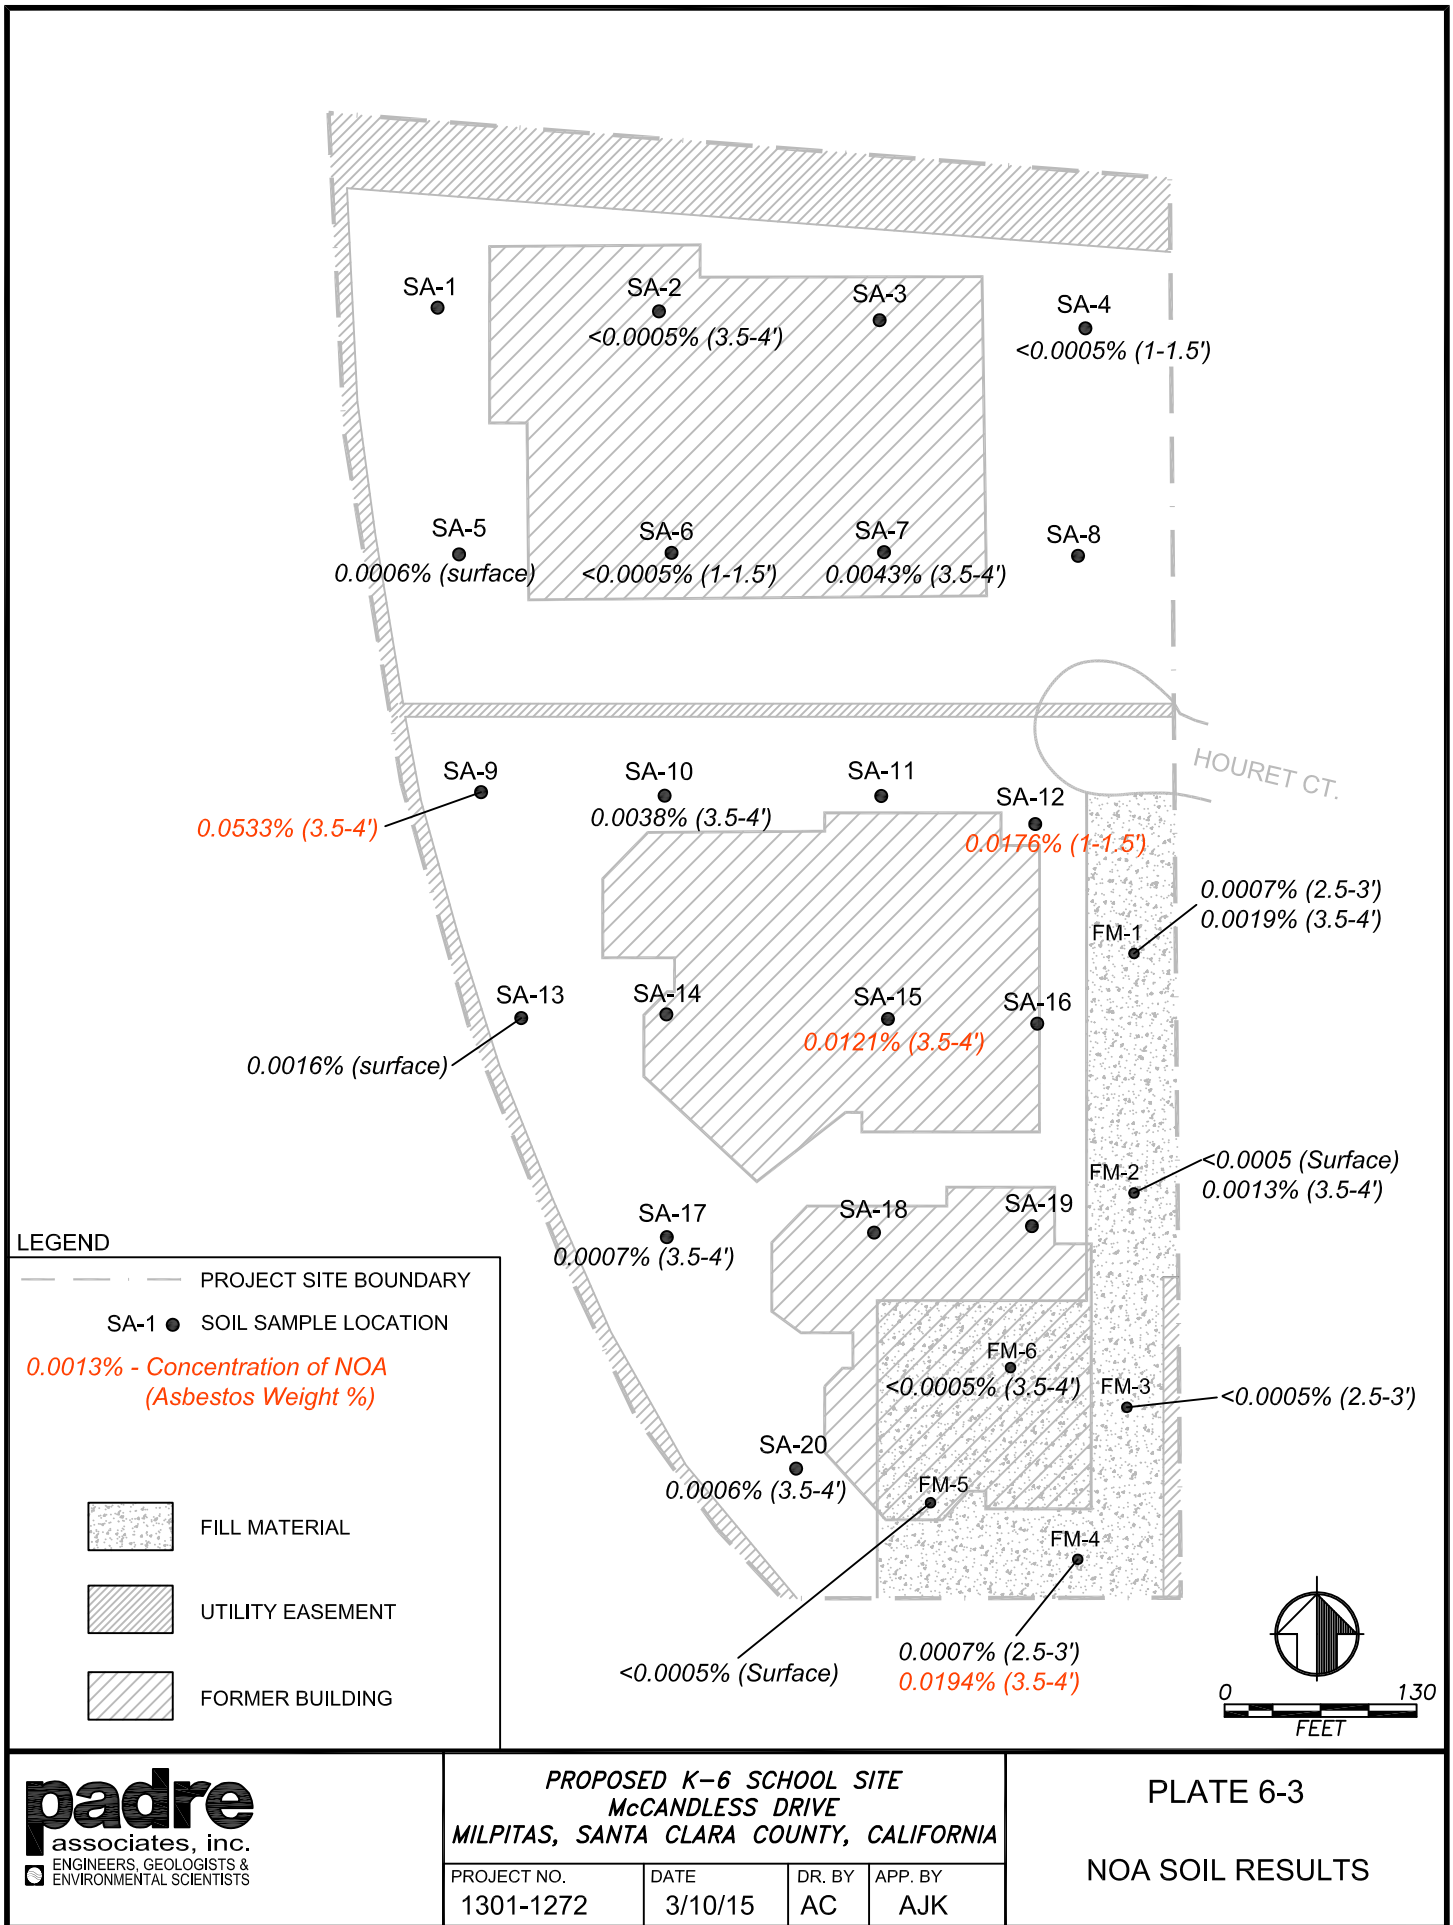 SA-1
SA-2
<0.0005% (3.5-4')
SA-3
SA-4
<0.0005% (1-1.5')
SA-5
0.0006% (surface)
SA-6
<0.0005% (1-1.5')
SA-7
0.0043% (3.5-4')
SA-8
HOURET CT.
SA-9
0.0533% (3.5-4')
SA-10
0.0038% (3.5-4')
SA-11
SA-12
0.0176% (1-1.5')
0.0007% (2.5-3')
0.0019% (3.5-4')
FM-1
SA-13
0.0016% (surface)
SA-14
SA-15
0.0121% (3.5-4')
SA-16
FM-2
<0.0005 (Surface)
0.0013% (3.5-4')
SA-17
0.0007% (3.5-4')
SA-18
SA-19
FM-6
<0.0005% (3.5-4')
FM-3
<0.0005% (2.5-3')
SA-20
0.0006% (3.5-4')
FM-5
<0.0005% (Surface)
FM-4
0.0007% (2.5-3')
0.0194% (3.5-4')
LEGEND
PROJECT SITE BOUNDARY
SA-1 SOIL SAMPLE LOCATION
0.0013% - Concentration of NOA
(Asbestos Weight %)
FILL MATERIAL
UTILITY EASEMENT
FORMER BUILDING
0 130
FEET
padre
associates, inc.
ENGINEERS, GEOLOGISTS &
ENVIRONMENTAL SCIENTISTS
PROPOSED K-6 SCHOOL SITE
McCANDLESS DRIVE
MILPITAS, SANTA CLARA COUNTY, CALIFORNIA
PROJECT NO.
1301-1272
DATE
3/10/15
DR. BY
AC
APP. BY
AJK
PLATE 6-3
NOA SOIL RESULTS